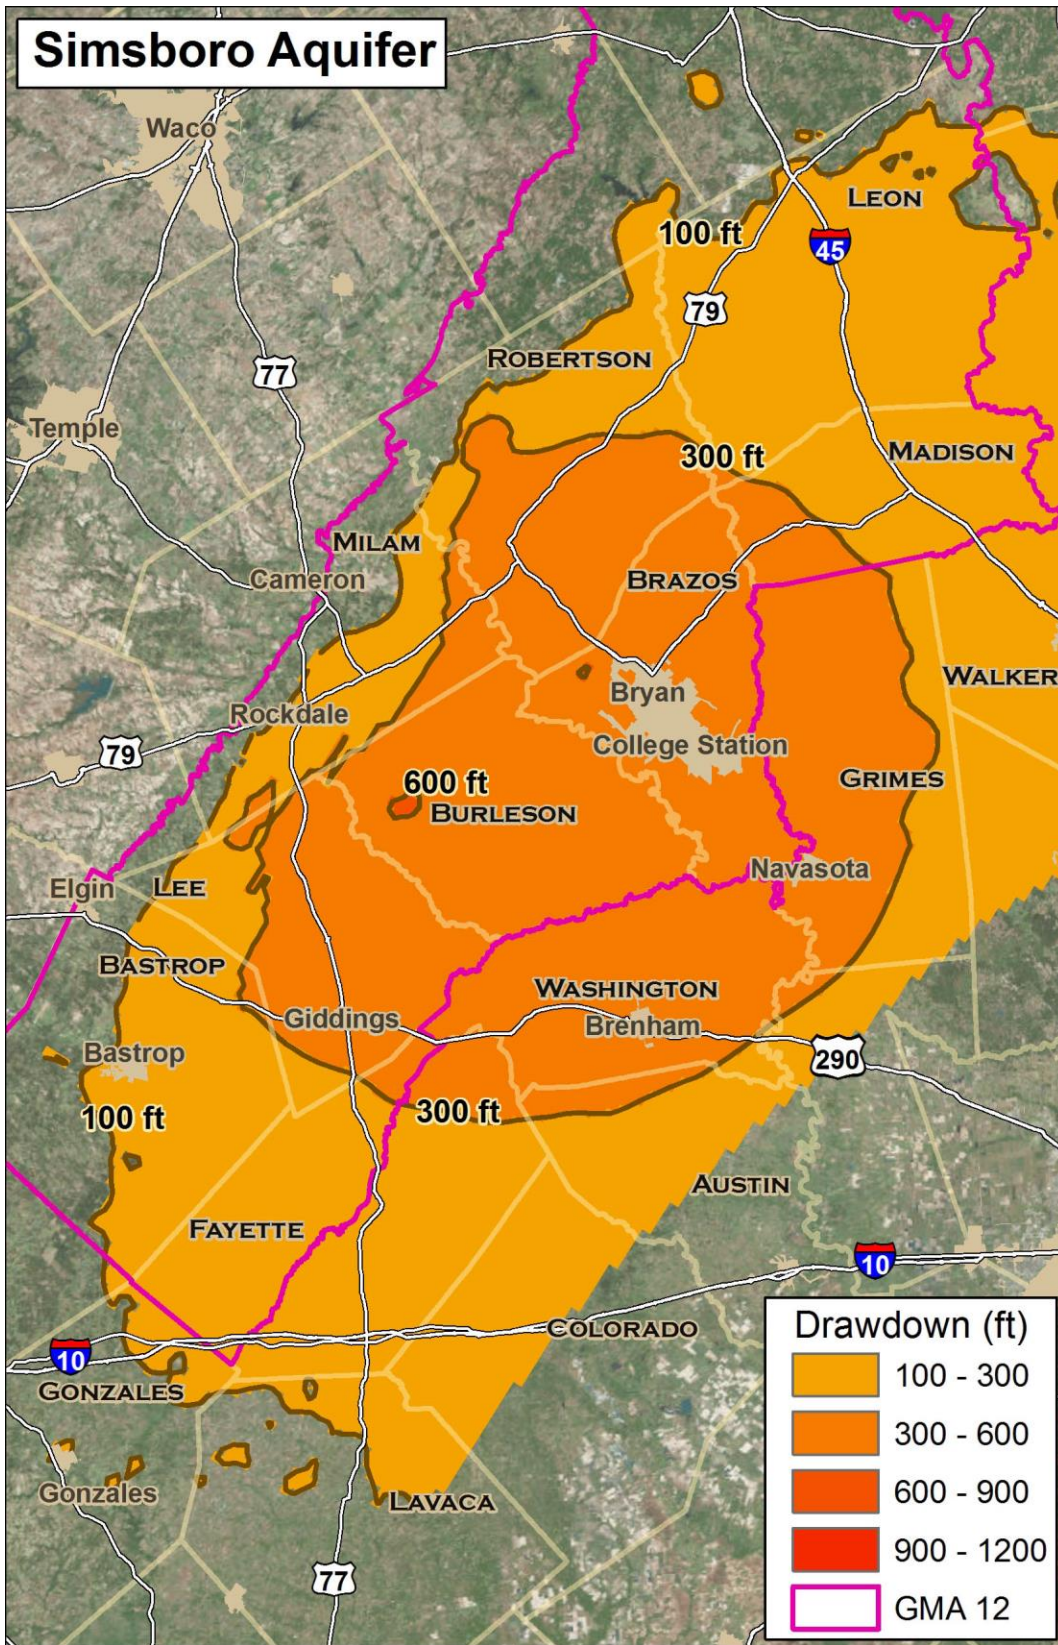 Simsboro Aquifer
Waco
LEON
100 ft
45
79
ROBERTSON
77
Temple
MADISON
300 ft
MILAM
Cameron
BRAZOS
WALKER
Bryan
Rockdale
College Station
79
600 ft
GRIMES
BURLESON
Navasota
Elgin
LEE
BASTROP
WASHINGTON
Giddings
Brenham
Bastrop
290
100 ft
300 ft
AUSTIN
FAYETTE
10
COLORADO
10
GONZALES
Gonzales
LAVACA
77
Drawdown (ft)
100 - 300
300 - 600
600 - 900
900 - 1200
GMA 12